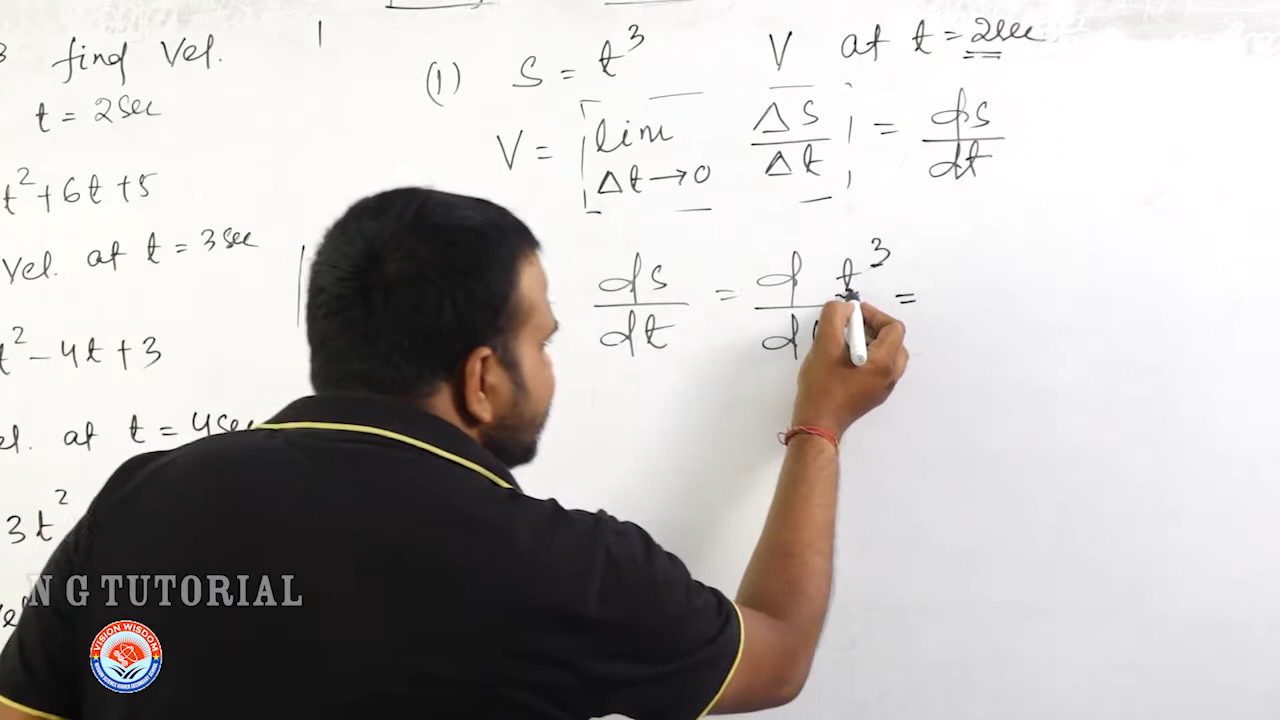 3 find Vel.
t = 2sec
t² + 6t + 5
Vel. at t = 3sec
t² - 4t + 3
el. at t = 4sec
3t²
(1) S = t³ V at t = 2sec
V = lim Δt→0 ΔS/Δt = ds/dt
ds/dt = d t³ =
N G TUTORIAL
VISION WISDOM